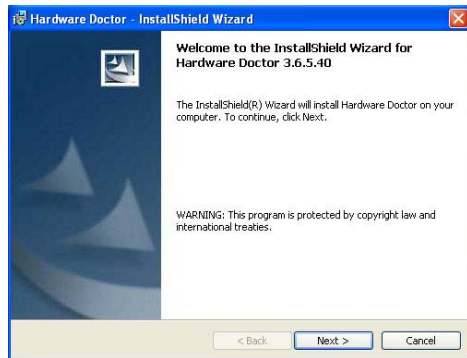 Hardware Doctor - InstallShield Wizard
Welcome to the InstallShield Wizard for
Hardware Doctor 3.6.5.40
The InstallShield(R) Wizard will install Hardware Doctor on your
computer. To continue, click Next.
WARNING: This program is protected by copyright law and
international treaties.
< Back Next > Cancel